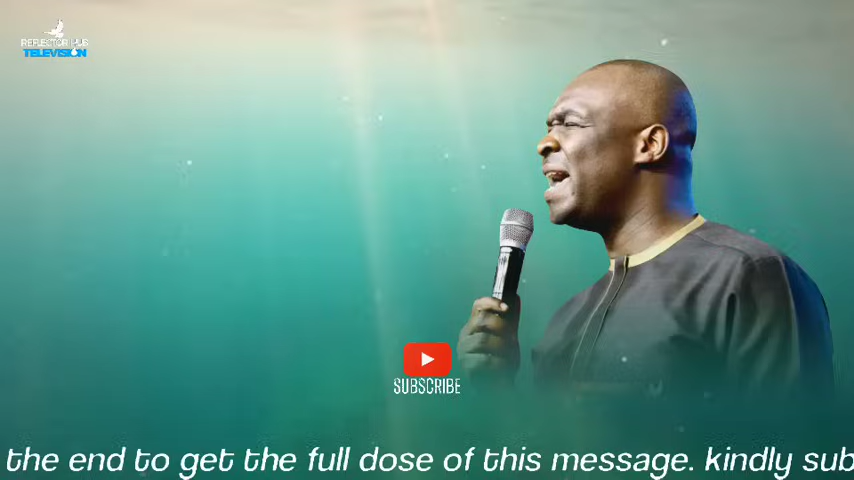 REFLECTOR HUB
TELEVISION
SUBSCRIBE
the end to get the full dose of this message. kindly sub